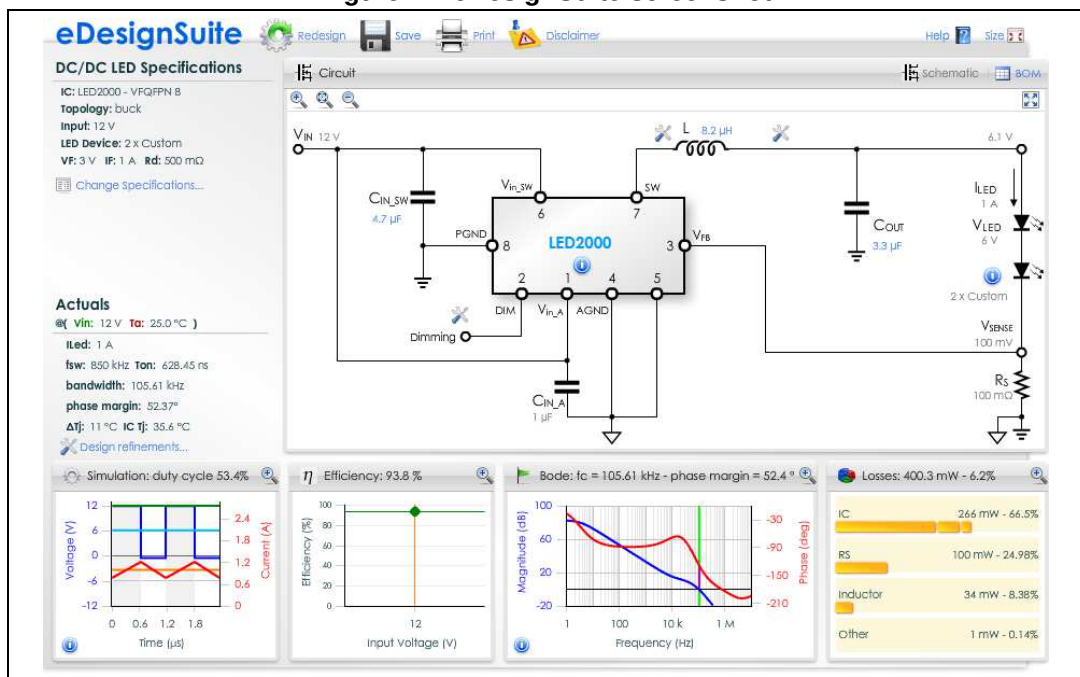 eDesignSuite
Redesign
Save
Print
Disclaimer
Help
Size
DC/DC LED Specifications
IC: LED2000 - VFQFPN 8
Topology: buck
Input: 12 V
LED Device: 2 x Custom
VF: 3 V IF: 1 A Rd: 500 mΩ
Change Specifications...
Actuals
@( Vin: 12 V Ta: 25.0 °C )
ILed: 1 A
fsw: 850 kHz Ton: 628.45 ns
bandwidth: 105.61 kHz
phase margin: 52.37°
ΔTj: 11 °C IC Tj: 35.6 °C
Design refinements...
Circuit
Schematic
BOM
VIN 12 V
L 8.2 µH
6.1 V
CIN_SW
4.7 µF
Vin_SW
SW
6
7
PGND
8
LED2000
3
VFB
2
1
4
5
DIM
Vin_A
AGND
Dimming
CIN_A
1 µF
COUT
3.3 µF
ILED
1 A
VLED
6 V
2 x Custom
VSENSE
100 mV
RS
100 mΩ
Simulation: duty cycle 53.4%
Voltage (V)
12
6
0
-6
-12
2.4
1.8
1.2
0.6
0
Current (A)
0 0.6 1.2 1.8
Time (µs)
η Efficiency: 93.8 %
Efficiency (%)
100
80
60
40
20
0
12
Input Voltage (V)
Bode: fc = 105.61 kHz - phase margin = 52.4 °
Magnitude (dB)
100
60
20
-20
-30
-90
-150
-210
Phase (deg)
1 100 10 k 1 M
Frequency (Hz)
Losses: 400.3 mW - 6.2%
IC 266 mW - 66.5%
RS 100 mW - 24.98%
Inductor 34 mW - 8.38%
Other 1 mW - 0.14%